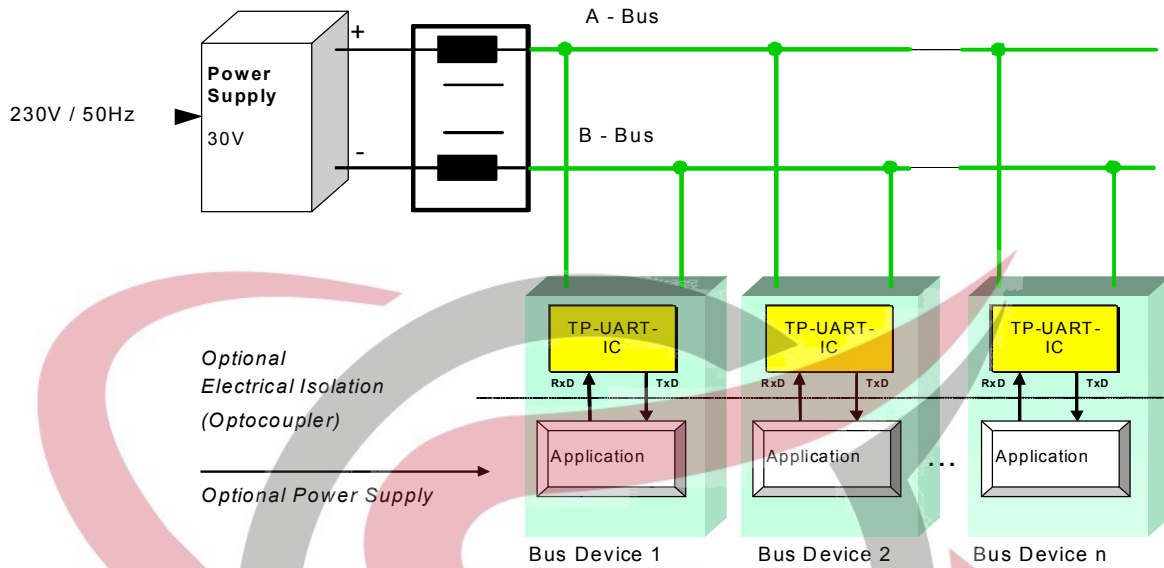 A - Bus
+
Power
Supply
30V
230V / 50Hz
-
B - Bus
TP-UART-
IC
RxD
TxD
TP-UART-
IC
RxD
TxD
TP-UART-
IC
RxD
TxD
Optional
Electrical Isolation
(Optocoupler)
Application
Application
...
Application
Optional Power Supply
Bus Device 1
Bus Device 2
Bus Device n